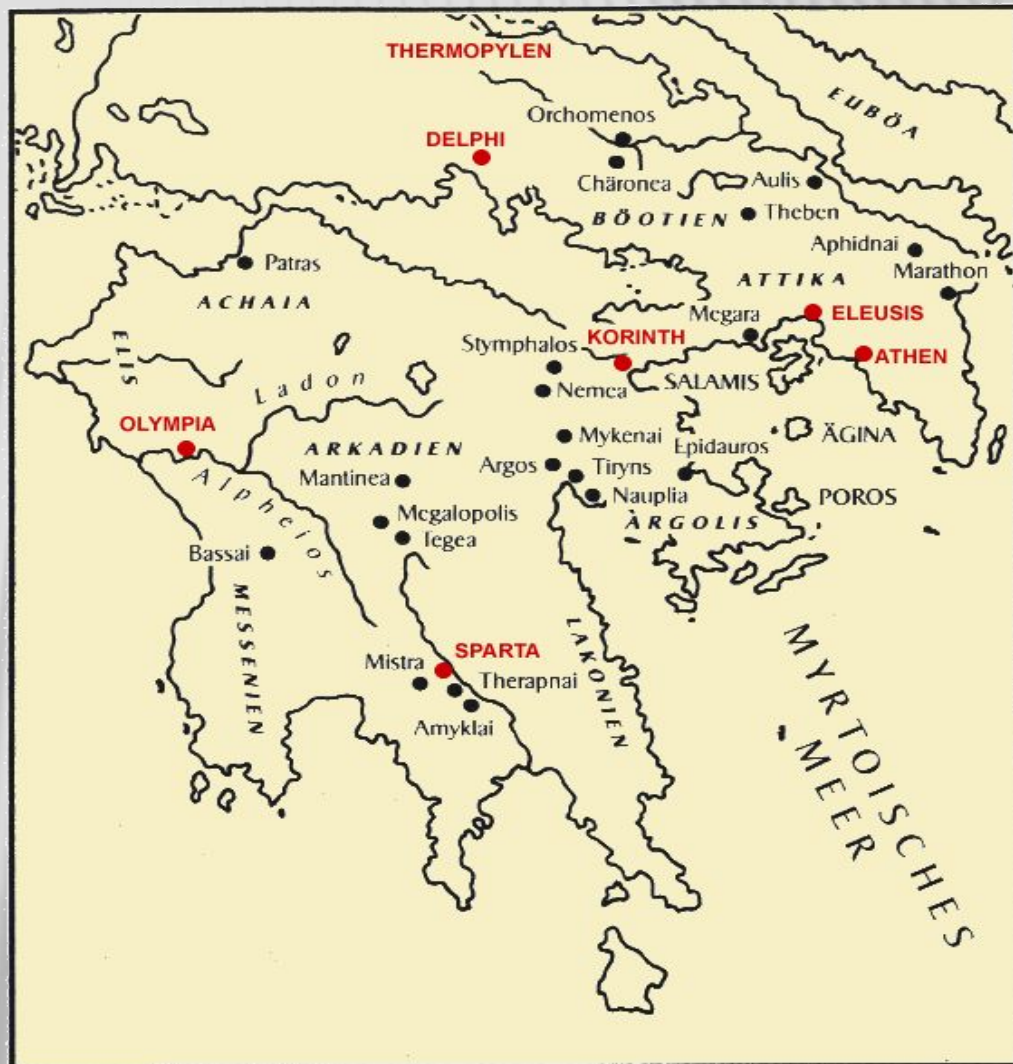 THERMOPYLEN
EUBÖA
Orchomenos
DELPHI
Chäronea
Aulis
BÖOTIEN
Theben
Aphidnai
Patras
ATTIKA
Marathon
ACHAIA
Megara
ELEUSIS
KORINTH
ELIS
Stymphalos
ATHEN
Ladon
SALAMIS
Nemea
OLYMPIA
Mykenai
ÄGINA
ARKADIEN
Epidauros
Argos
Tiryns
Mantinea
Alpheios
Nauplia
POROS
Megalopolis
ARGOLIS
Tegea
Bassai
MESSENIEN
LAKONIEN
SPARTA
Mistra
Therapnai
Amyklai
MYRTOISCHES
MEER